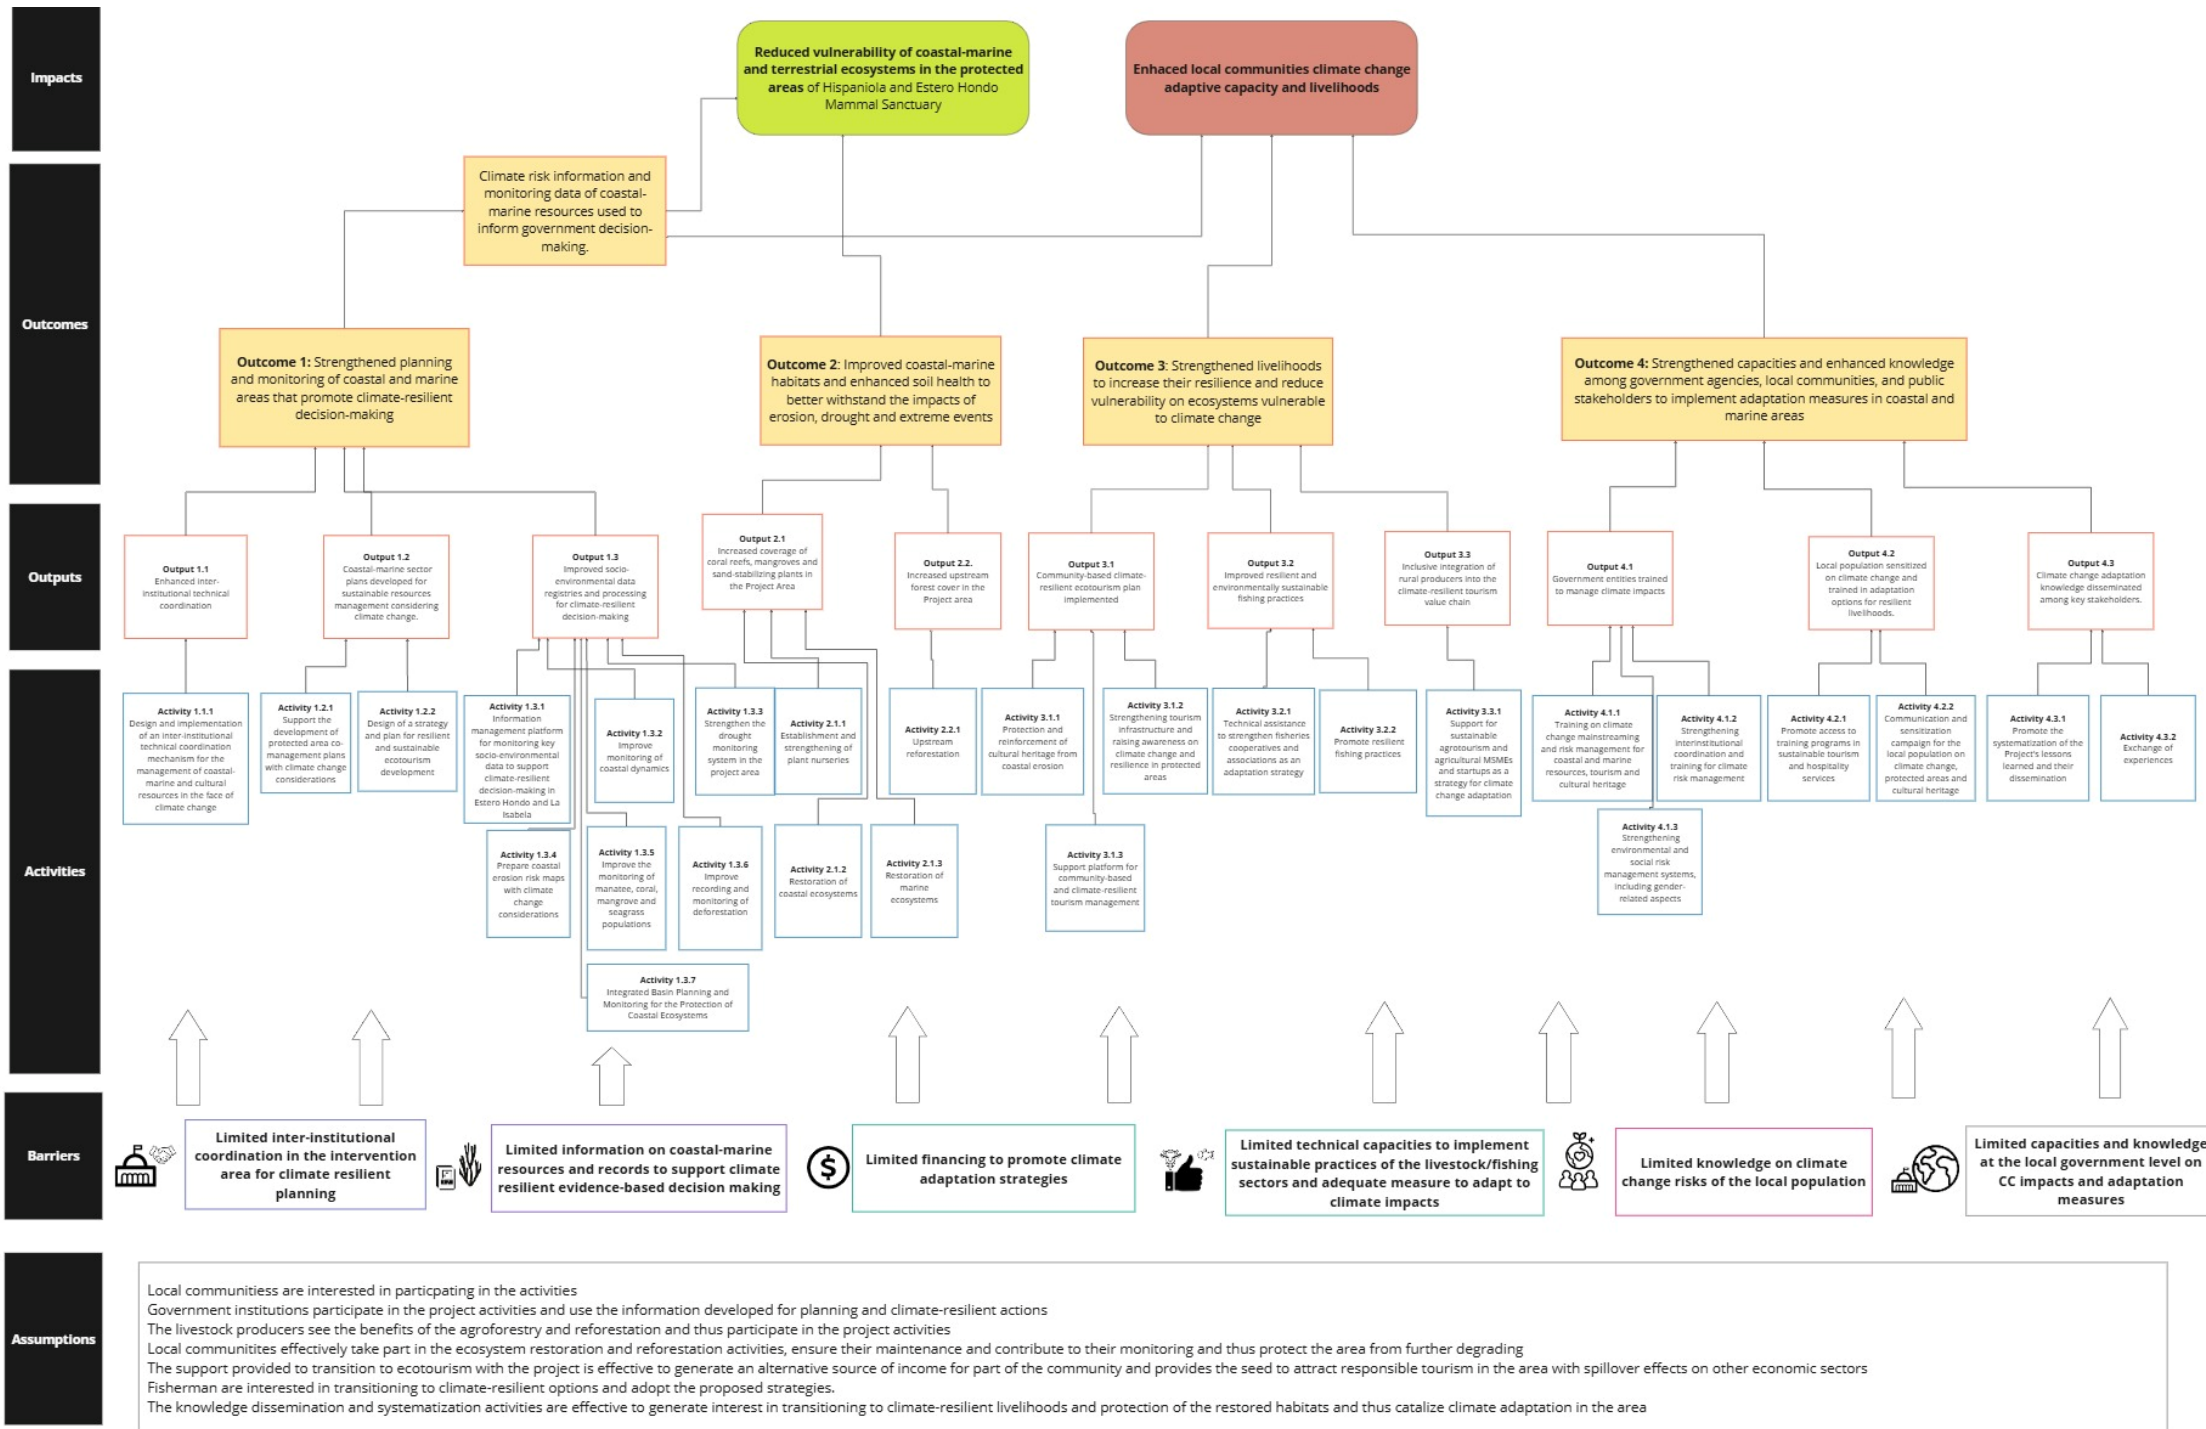 Impacts
Reduced vulnerability of coastal-marine
and terrestrial ecosystems in the protected
areas of Hispaniola and Estero Hondo
Mammal Sanctuary
Enhaced local communities climate change
adaptive capacity and livelihoods
Outcomes
Climate risk information and
monitoring data of coastal-
marine resources used to
inform government decision-
making.
Outcome 1: Strengthened planning
and monitoring of coastal and marine
areas that promote climate-resilient
decision-making
Outcome 2: Improved coastal-marine
habitats and enhanced soil health to
better withstand the impacts of
erosion, drought and extreme events
Outcome 3: Strengthened livelihoods
to increase their resilience and reduce
vulnerability on ecosystems vulnerable
to climate change
Outcome 4: Strengthened capacities and enhanced knowledge
among government agencies, local communities, and public
stakeholders to implement adaptation measures in coastal and
marine areas
Outputs
Output 1.1
Enhanced inter-
institutional technical
coordination
Output 1.2
Coastal-marine sector
plans developed for
sustainable resources
management considering
climate change.
Output 1.3
Improved socio-
environmental data
registries and processing
for climate-resilient
decision-making
Output 2.1
Increased coverage of
coral reefs, mangroves and
sand-stabilizing plants in
the Project Area
Output 2.2.
Increased upstream
forest cover in the
Project area
Output 3.1
Community-based climate-
resilient ecotourism plan
implemented
Output 3.2
Improved resilient and
environmentally sustainable
fishing practices
Output 3.3
Inclusive integration of
rural producers into the
climate-resilient tourism
value chain
Output 4.1
Government entities trained
to manage climate impacts
Output 4.2
Local population sensitized
on climate change and
trained in adaptation
options for resilient
livelihoods.
Output 4.3
Climate change adaptation
knowledge disseminated
among key stakeholders.
Activities
Activity 1.1.1
Design and implementation
of an inter-institutional
technical coordination
mechanism for the
management of coastal-
marine and cultural
resources in the face of
climate change
Activity 1.2.1
Support the
development of
protected area co-
management plans
with climate change
considerations
Activity 1.2.2
Design of a strategy
and plan for resilient
and sustainable
ecotourism
development
Activity 1.3.1
Information
management platform
for monitoring key
socio-environmental
data to support
climate-resilient
decision-making in
Estero Hondo and La
Isabela
Activity 1.3.2
Improve
monitoring of
coastal dynamics
Activity 1.3.3
Strengthen the
drought
monitoring
system in the
project area
Activity 2.1.1
Establishment and
strengthening of
plant nurseries
Activity 2.2.1
Upstream
reforestation
Activity 3.1.1
Protection and
reinforcement of
cultural heritage from
coastal erosion
Activity 3.1.2
Strengthening tourism
infrastructure and
raising awareness on
climate change and
resilience in protected
areas
Activity 3.2.1
Technical assistance
to strengthen fisheries
cooperatives and
associations as an
adaptation strategy
Activity 3.2.2
Promote resilient
fishing practices
Activity 3.3.1
Support for
sustainable
agrotourism and
agricultural MSMEs
and startups as a
strategy for climate
change adaptation
Activity 4.1.1
Training on climate
change mainstreaming
and risk management for
coastal and marine
resources, tourism and
cultural heritage
Activity 4.1.2
Strengthening
interinstitutional
coordination and
training for climate
risk management
Activity 4.2.1
Promote access to
training programs in
sustainable tourism
and hospitality
services
Activity 4.2.2
Communication and
sensitization
campaign for the
local population on
climate change,
protected areas and
cultural heritage
Activity 4.3.1
Promote the
systematization of the
Project's lessons
learned and their
dissemination
Activity 4.3.2
Exchange of
experiences
Activity 1.3.4
Prepare coastal
erosion risk maps
with climate
change
considerations
Activity 1.3.5
Improve the
monitoring of
manatee, coral,
mangrove and
seagrass
populations
Activity 1.3.6
Improve
recording and
monitoring of
deforestation
Activity 2.1.2
Restoration of
coastal ecosystems
Activity 2.1.3
Restoration of
marine
ecosystems
Activity 3.1.3
Support platform for
community-based
and climate-resilient
tourism management
Activity 4.1.3
Strengthening
environmental and
social risk
management systems,
including gender-
related aspects
Activity 1.3.7
Integrated Basin Planning and
Monitoring for the Protection of
Coastal Ecosystems
Barriers
Limited inter-institutional
coordination in the intervention
area for climate resilient
planning
Limited information on coastal-marine
resources and records to support climate
resilient evidence-based decision making
$
Limited financing to promote climate
adaptation strategies
Limited technical capacities to implement
sustainable practices of the livestock/fishing
sectors and adequate measure to adapt to
climate impacts
Limited knowledge on climate
change risks of the local population
Limited capacities and knowledge
at the local government level on
CC impacts and adaptation
measures
Assumptions
Local communitiess are interested in particpating in the activities
Government institutions participate in the project activities and use the information developed for planning and climate-resilient actions
The livestock producers see the benefits of the agroforestry and reforestation and thus participate in the project activities
Local communitites effectively take part in the ecosystem restoration and reforestation activities, ensure their maintenance and contribute to their monitoring and thus protect the area from further degrading
The support provided to transition to ecotourism with the project is effective to generate an alternative source of income for part of the community and provides the seed to attract responsible tourism in the area with spillover effects on other economic sectors
Fisherman are interested in transitioning to climate-resilient options and adopt the proposed strategies.
The knowledge dissemination and systematization activities are effective to generate interest in transitioning to climate-resilient livelihoods and protection of the restored habitats and thus catalize climate adaptation in the area